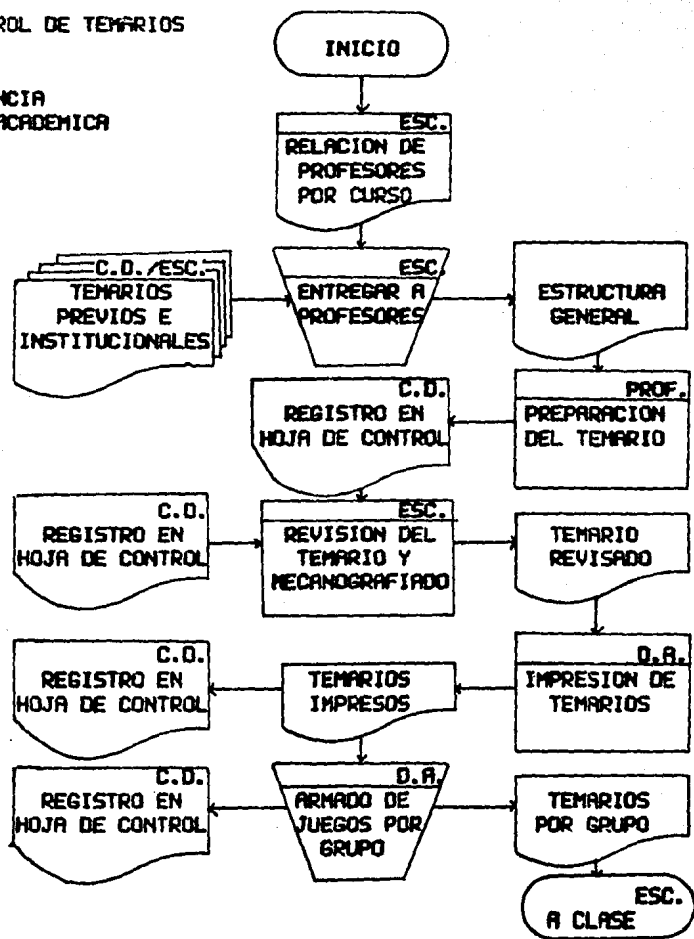 ROL DE TEMARIOS
NCIA
ACADEMICA
INICIO
ESC.
RELACION DE
PROFESORES
POR CURSO
C.D./ESC.
TEMARIOS
PREVIOS E
INSTITUCIONALES
ESC.
ENTREGAR A
PROFESORES
ESTRUCTURA
GENERAL
C.D.
REGISTRO EN
HOJA DE CONTROL
PROF.
PREPARACION
DEL TEMARIO
C.D.
REGISTRO EN
HOJA DE CONTROL
ESC.
REVISION DEL
TEMARIO Y
MECANOGRAFIADO
TEMARIO
REVISADO
C.D.
REGISTRO EN
HOJA DE CONTROL
TEMARIOS
IMPRESOS
D.A.
IMPRESION DE
TEMARIOS
C.D.
REGISTRO EN
HOJA DE CONTROL
D.A.
ARMADO DE
JUEGOS POR
GRUPO
TEMARIOS
POR GRUPO
ESC.
A CLASE